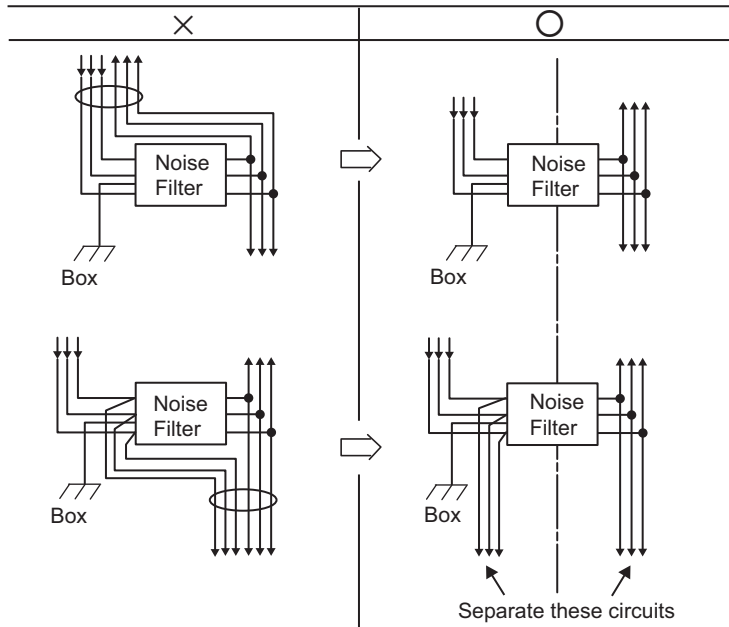 × ○
Noise
Filter
Box
Noise
Filter
Box
Noise
Filter
Box
Noise
Filter
Box
Separate these circuits